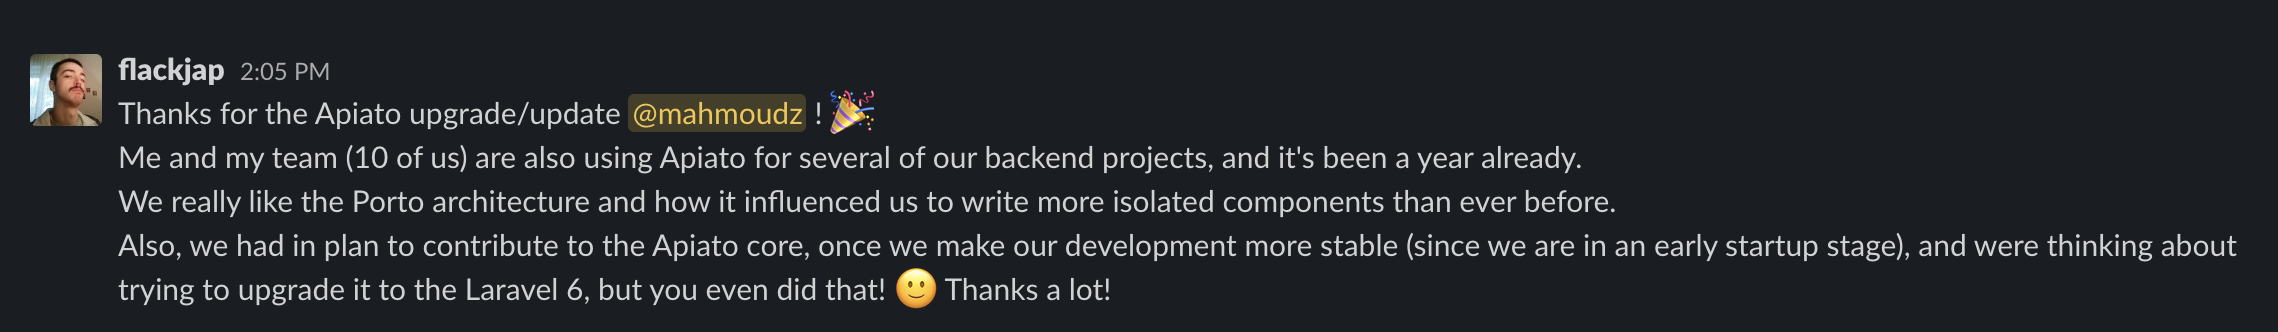 flackjap 2:05 PM
Thanks for the Apiato upgrade/update @mahmoudz ! 🎉
Me and my team (10 of us) are also using Apiato for several of our backend projects, and it's been a year already.
We really like the Porto architecture and how it influenced us to write more isolated components than ever before.
Also, we had in plan to contribute to the Apiato core, once we make our development more stable (since we are in an early startup stage), and were thinking about
trying to upgrade it to the Laravel 6, but you even did that! 🙂 Thanks a lot!